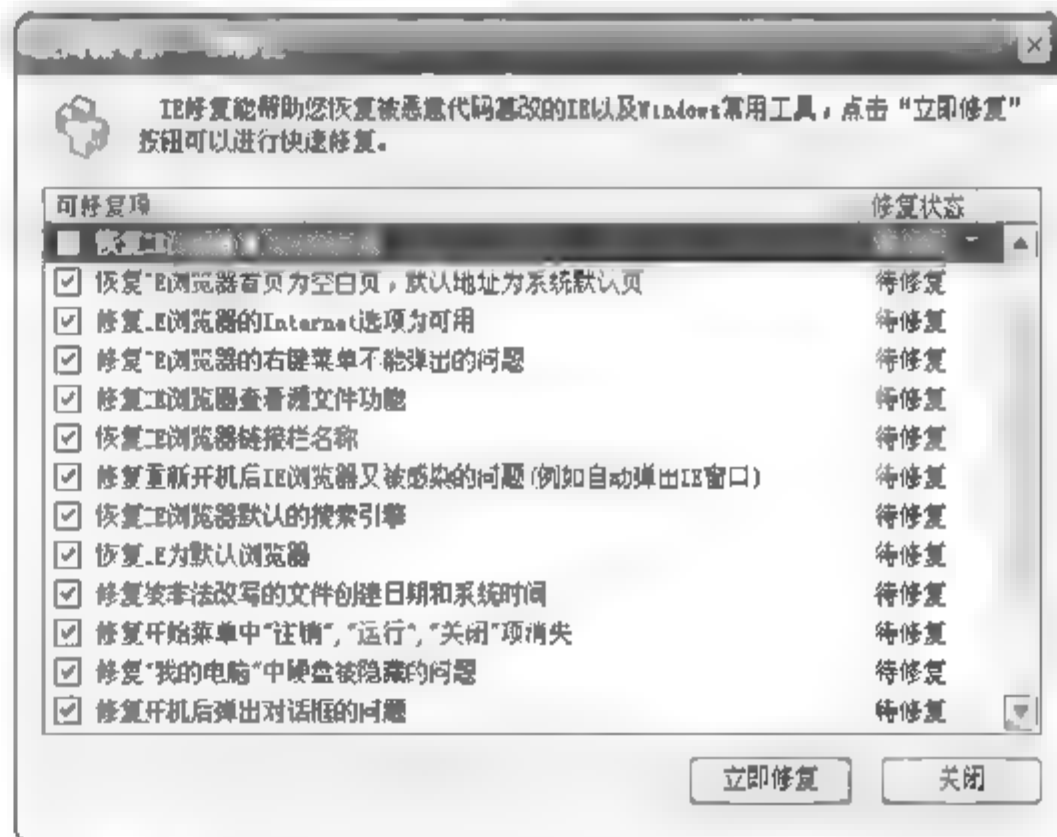 IE修复能帮助您恢复被恶意代码篡改的IE以及Windows常用工具，点击“立即修复”
按钮可以进行快速修复。
可修复项 修复状态
恢复IE
恢复IE浏览器首页为空白页，默认地址为系统默认页 待修复
修复IE浏览器的Internet选项为可用 待修复
修复IE浏览器的右键菜单不能弹出的问题 待修复
修复IE浏览器查看源文件功能 待修复
恢复IE浏览器链接栏名称 待修复
修复重新开机后IE浏览器又被感染的问题(例如自动弹出IE窗口) 待修复
恢复IE浏览器默认的搜索引擎 待修复
恢复IE为默认浏览器 待修复
修复被非法改写的文件创建日期和系统时间 待修复
修复开始菜单中"注销","运行","关闭"项消失 待修复
修复"我的电脑"中硬盘被隐藏的问题 待修复
修复开机后弹出对话框的问题 待修复
立即修复 关闭